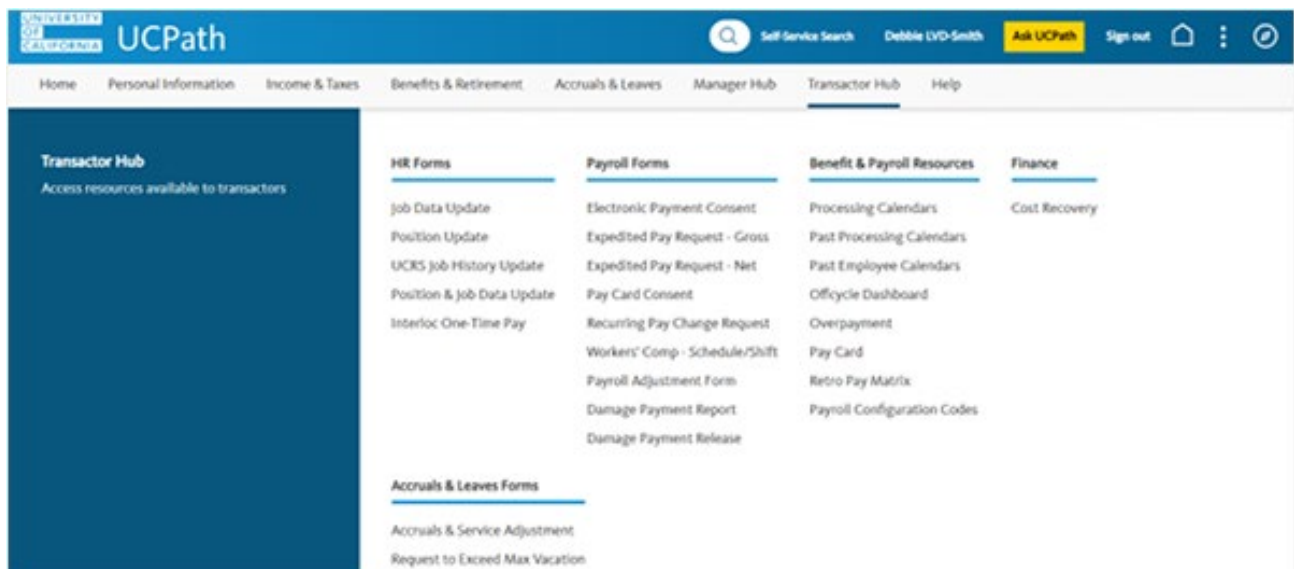 UNIVERSITY
OF
CALIFORNIA
UCPath
Self-Service Search
Debbie LVD-Smith
Ask UCPath
Sign out
Home
Personal Information
Income & Taxes
Benefits & Retirement
Accruals & Leaves
Manager Hub
Transactor Hub
Help
Transactor Hub
Access resources available to transactors
HR Forms
Job Data Update
Position Update
UCRS Job History Update
Position & Job Data Update
Interloc One-Time Pay
Payroll Forms
Electronic Payment Consent
Expedited Pay Request - Gross
Expedited Pay Request - Net
Pay Card Consent
Recurring Pay Change Request
Workers' Comp - Schedule/Shift
Payroll Adjustment Form
Damage Payment Report
Damage Payment Release
Benefit & Payroll Resources
Processing Calendars
Past Processing Calendars
Past Employee Calendars
Offcycle Dashboard
Overpayment
Pay Card
Retro Pay Matrix
Payroll Configuration Codes
Finance
Cost Recovery
Accruals & Leaves Forms
Accruals & Service Adjustment
Request to Exceed Max Vacation